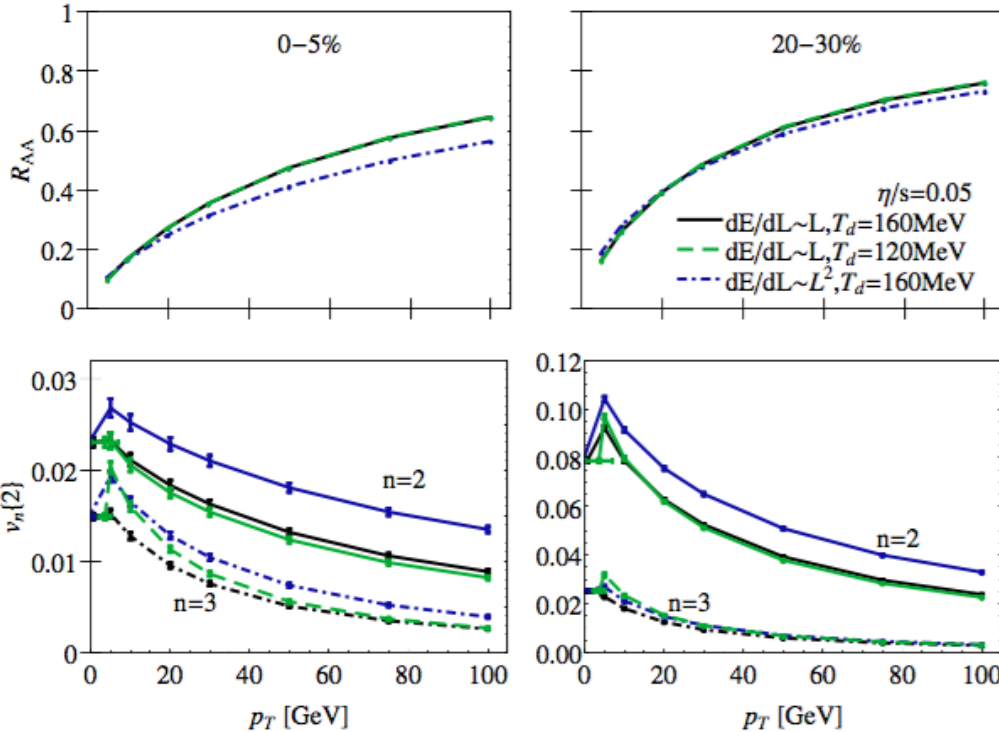 1
0.8
0.6
0.4
0.2
0
R_AA
0−5%
20−30%
η/s=0.05
dE/dL~L,T_d=160MeV
dE/dL~L,T_d=120MeV
dE/dL~L²,T_d=160MeV
0.03
0.02
0.01
0
v_n{2}
n=2
n=3
0 20 40 60 80 100
p_T [GeV]
0.12
0.10
0.08
0.06
0.04
0.02
0.00
n=2
n=3
0 20 40 60 80 100
p_T [GeV]